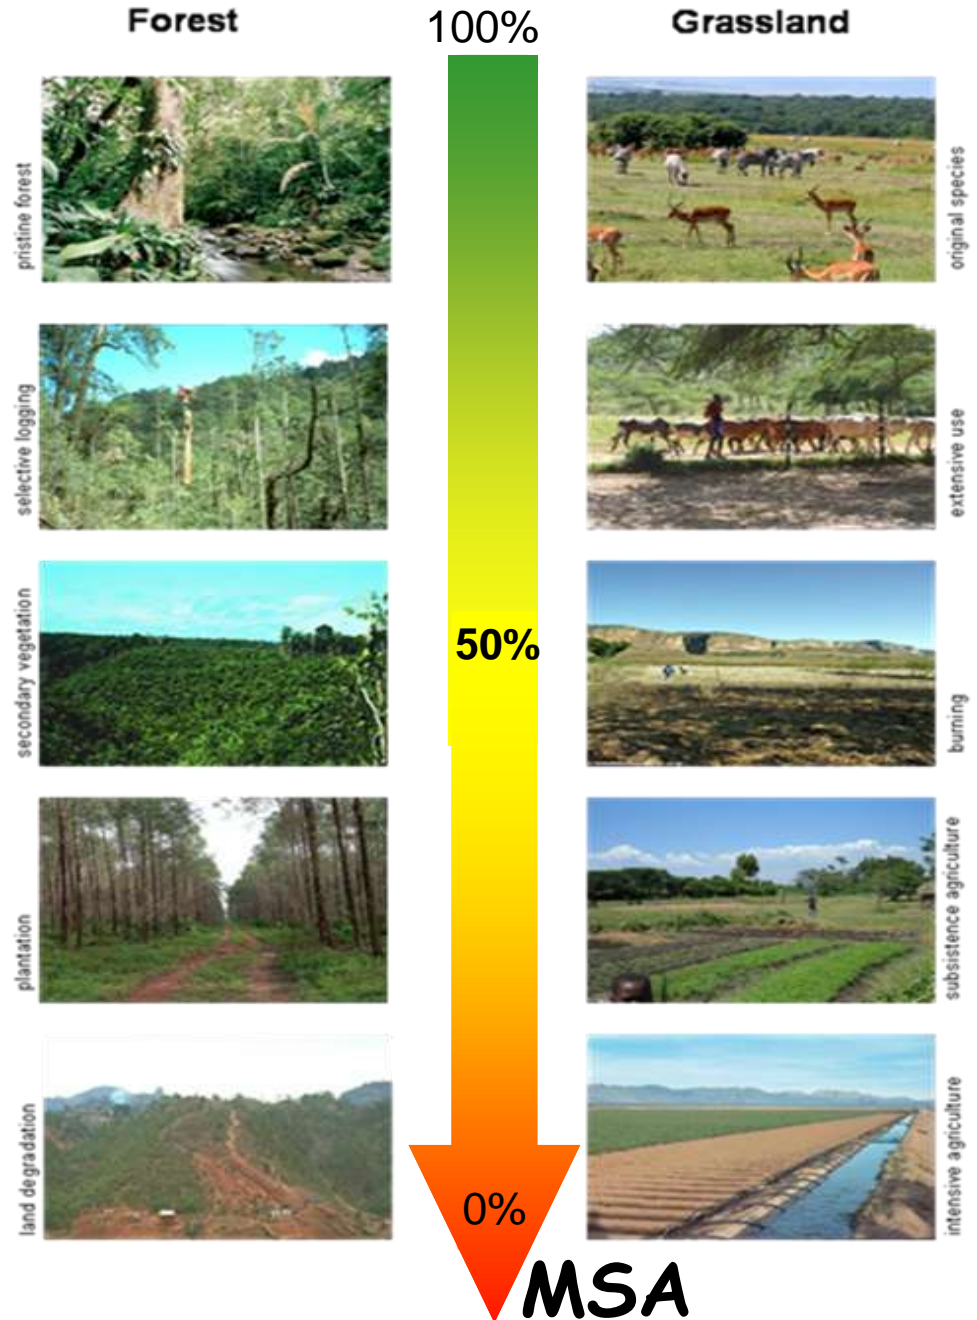 Forest
100%
Grassland
pristine forest
original species
selective logging
extensive use
secondary vegetation
50%
burning
plantation
subsistence agriculture
land degradation
0%
intensive agriculture
MSA